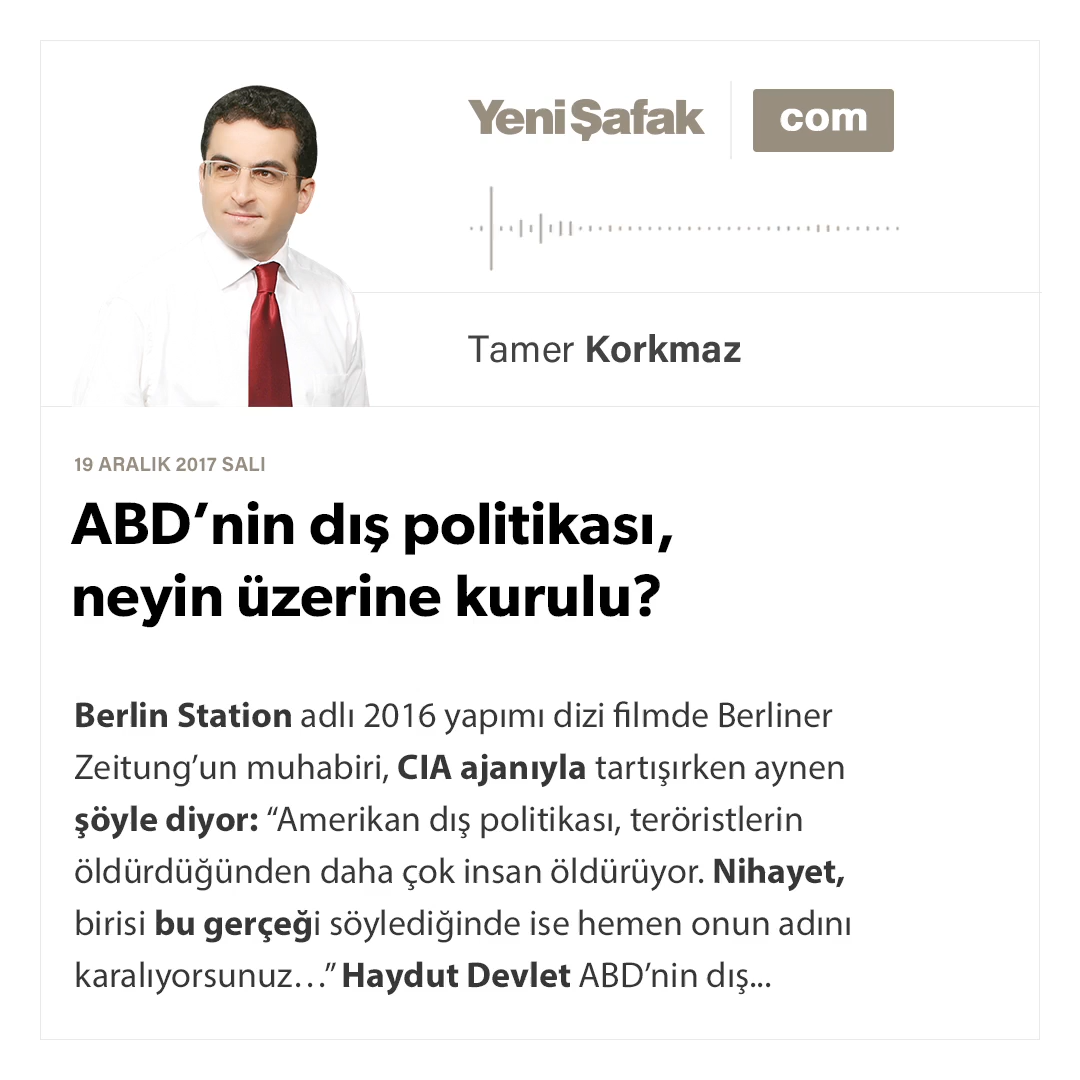 YeniŞafak
com
Tamer Korkmaz
19 ARALIK 2017 SALI
ABD’nin dış politikası,
neyin üzerine kurulu?
Berlin Station adlı 2016 yapımı dizi filmde Berliner
Zeitung’un muhabiri, CIA ajanıyla tartışırken aynen
şöyle diyor: “Amerikan dış politikası, teröristlerin
öldürdüğünden daha çok insan öldürüyor. Nihayet,
birisi bu gerçeği söylediğinde ise hemen onun adını
karalıyorsunuz…” Haydut Devlet ABD’nin dış...